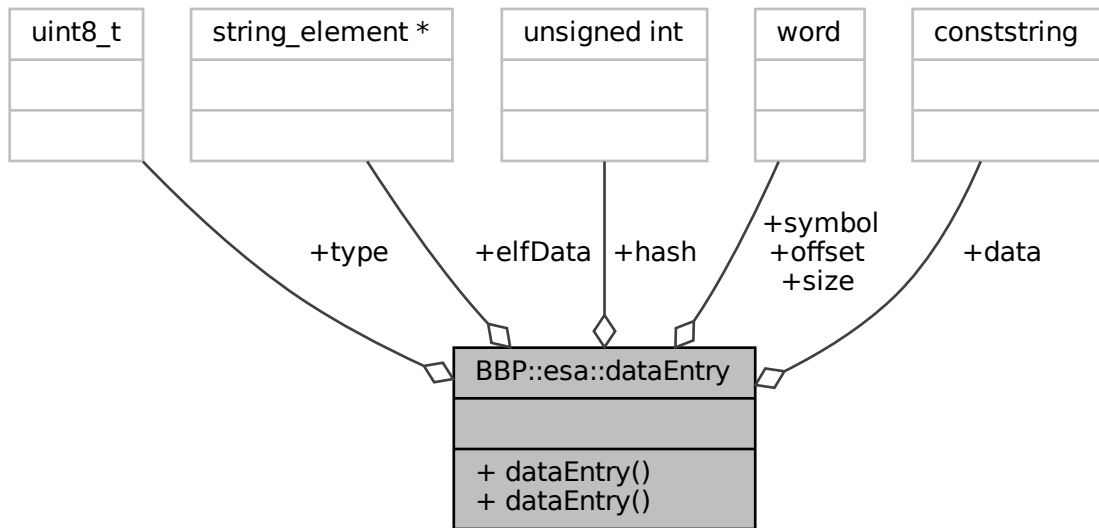 uint8_t
string_element *
unsigned int
word
conststring
+type
+elfData
+hash
+symbol
+offset
+size
+data
BBP::esa::dataEntry
+ dataEntry()
+ dataEntry()